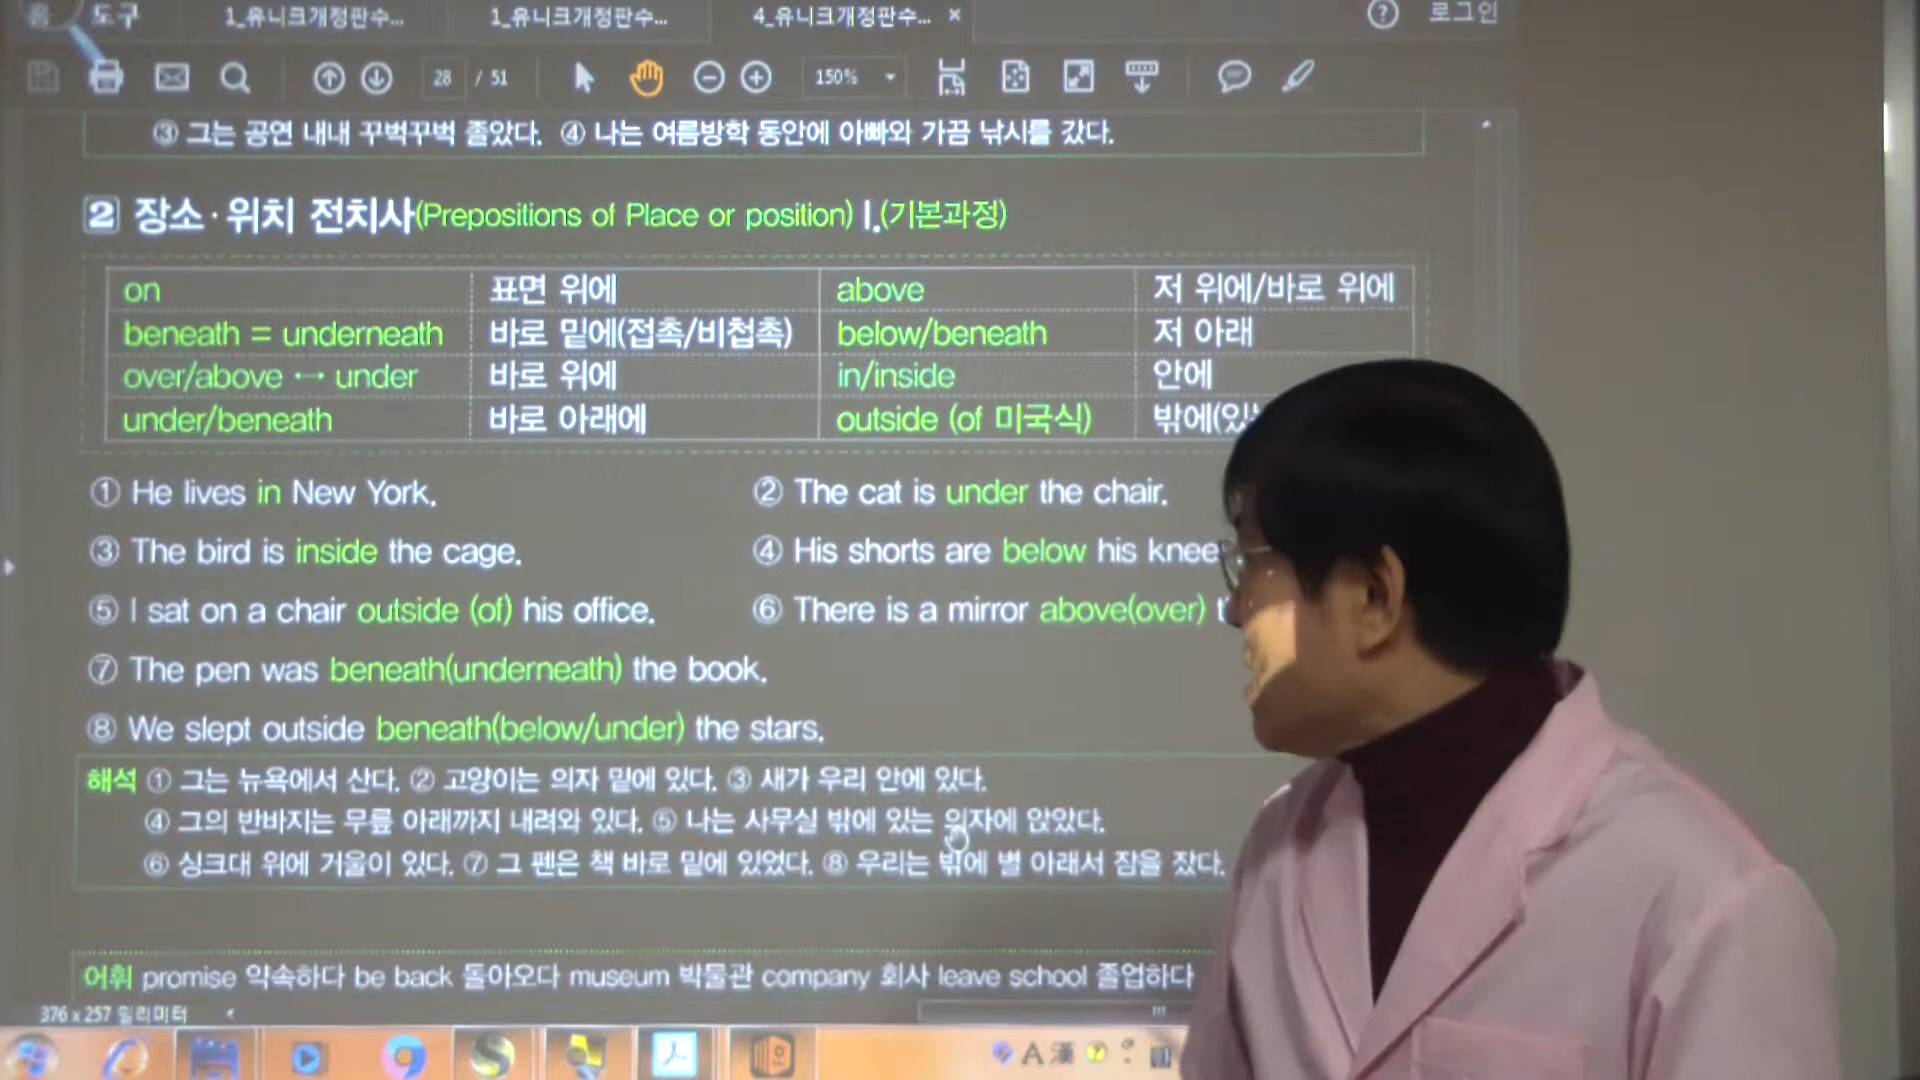 홈 도구 1_유니크개정판수... 1_유니크개정판수... 4_유니크개정판수... × ? 로그인
28 / 51 150%
③ 그는 공연 내내 꾸벅꾸벅 졸았다. ④ 나는 여름방학 동안에 아빠와 가끔 낚시를 갔다.
2 장소·위치 전치사(Prepositions of Place or position) Ⅰ.(기본과정)
on 표면 위에 above 저 위에/바로 위에
beneath = underneath 바로 밑에(접촉/비첩촉) below/beneath 저 아래
over/above ↔ under 바로 위에 in/inside 안에
under/beneath 바로 아래에 outside (of 미국식) 밖에(있
① He lives in New York. ② The cat is under the chair.
③ The bird is inside the cage. ④ His shorts are below his knee
⑤ I sat on a chair outside (of) his office. ⑥ There is a mirror above(over) t
⑦ The pen was beneath(underneath) the book.
⑧ We slept outside beneath(below/under) the stars.
해석 ① 그는 뉴욕에서 산다. ② 고양이는 의자 밑에 있다. ③ 새가 우리 안에 있다.
④ 그의 반바지는 무릎 아래까지 내려와 있다. ⑤ 나는 사무실 밖에 있는 의자에 앉았다.
⑥ 싱크대 위에 거울이 있다. ⑦ 그 펜은 책 바로 밑에 있었다. ⑧ 우리는 밖에 별 아래서 잠을 잤다.
어휘 promise 약속하다 be back 돌아오다 museum 박물관 company 회사 leave school 졸업하다
376 x 257 밀리미터
A 漢